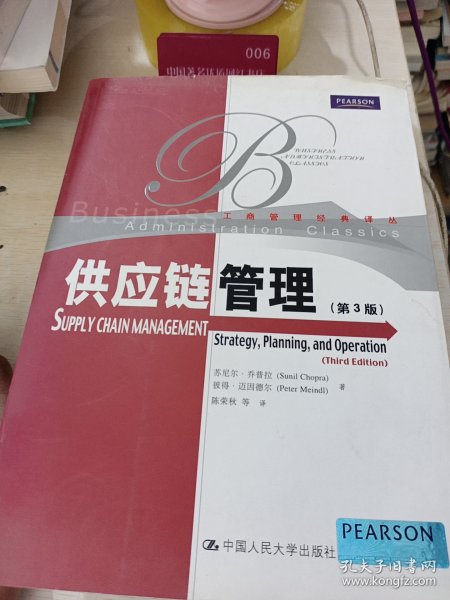 006
PEARSON
BUSINESS
ADMINISTRATION
CLASSICS
Business
工商管理经典译丛
Administration Classics
供应链管理(第3版)
SUPPLY CHAIN MANAGEMENT
Strategy, Planning, and Operation
(Third Edition)
苏尼尔·乔普拉 (Sunil Chopra)
彼得·迈因德尔 (Peter Meindl) 著
陈荣秋 等 译
中国人民大学出版社
PEARSON
孔夫子旧书网
kongfz.com